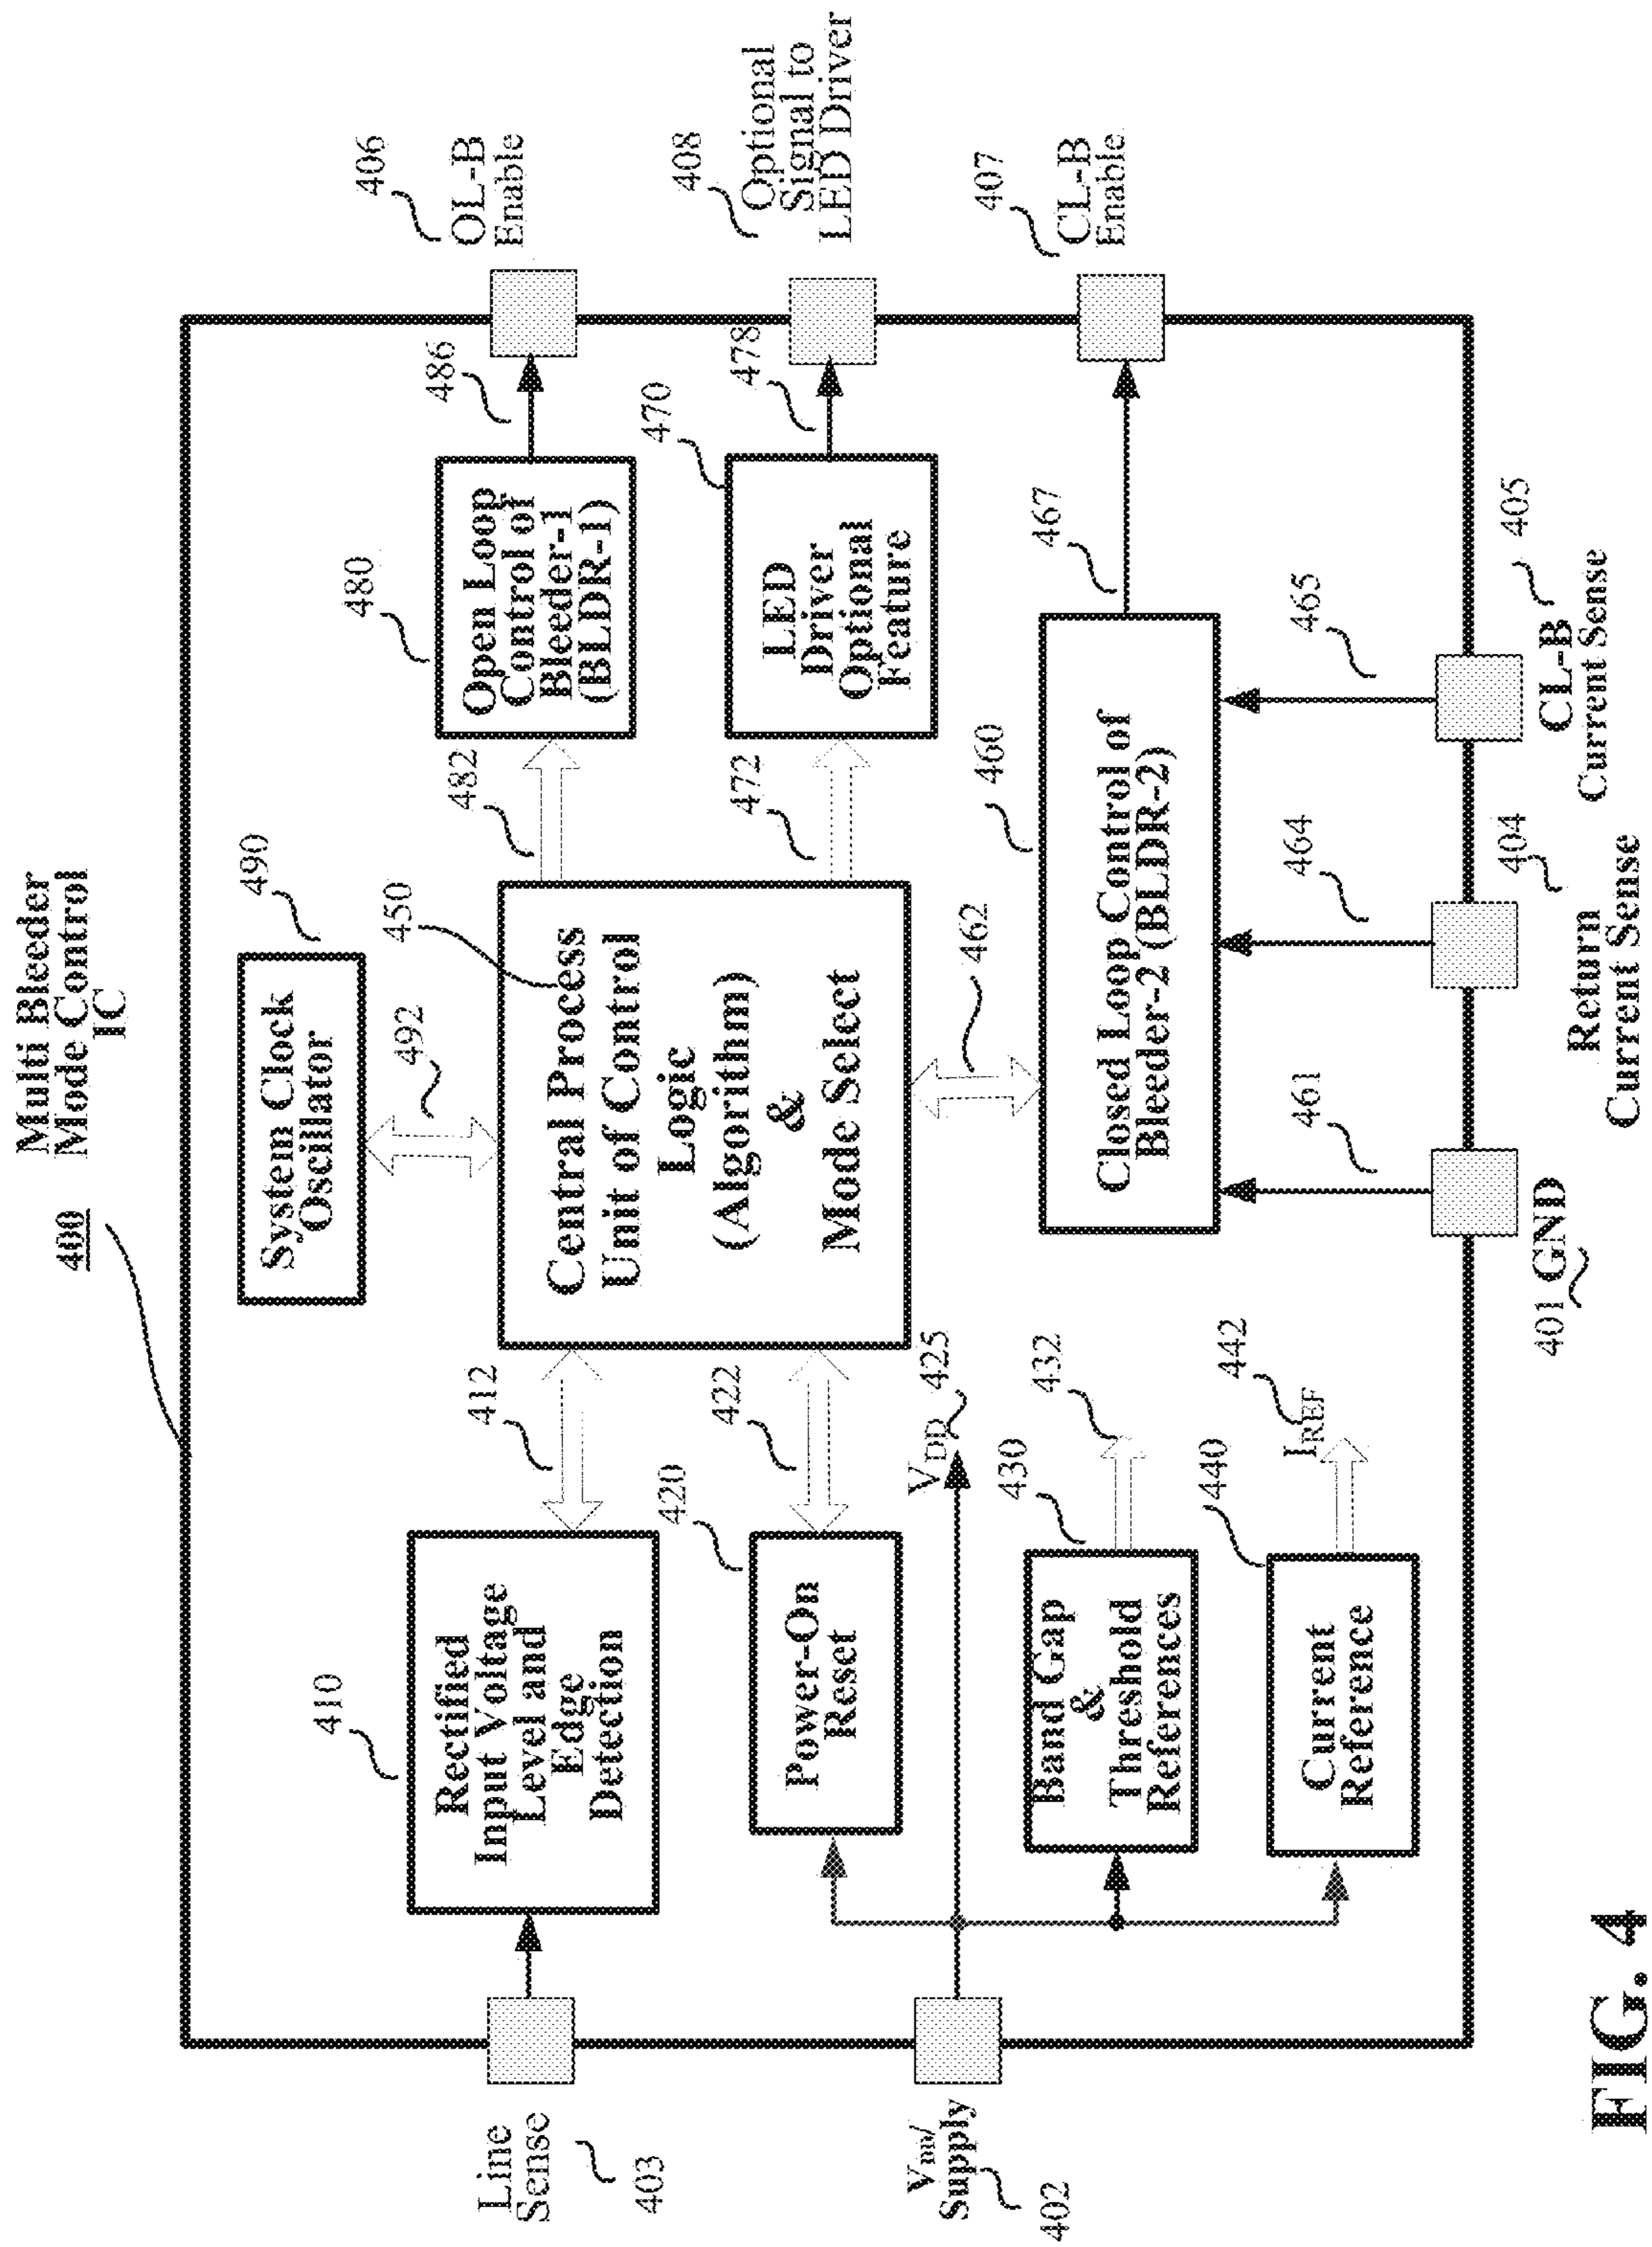 Multi Bleeder
Mode Control
IC
400
System Clock
Oscillator
490
492
Line
Sense
403
Rectified
Input Voltage
Level and
Edge
Detection
410
412
Central Process
Unit of Control
Logic
(Algorithm)
&
Mode Select
450
482
Open Loop
Control of
Bleeder-1
(BLDR-1)
480
486
OL-B
Enable
406
Power-On
Reset
420
422
472
LED
Driver
Optional
Feature
470
478
Optional
Signal to
LED Driver
408
VDD/
Supply
402
VDD
425
Band Gap
&
Threshold
References
430
432
Current
Reference
440
IREF
442
462
Closed Loop Control of
Bleeder-2 (BLDR-2)
460
467
CL-B
Enable
407
461
464
465
401 GND
Return
Current Sense
404
CL-B
Current Sense
405
FIG. 4